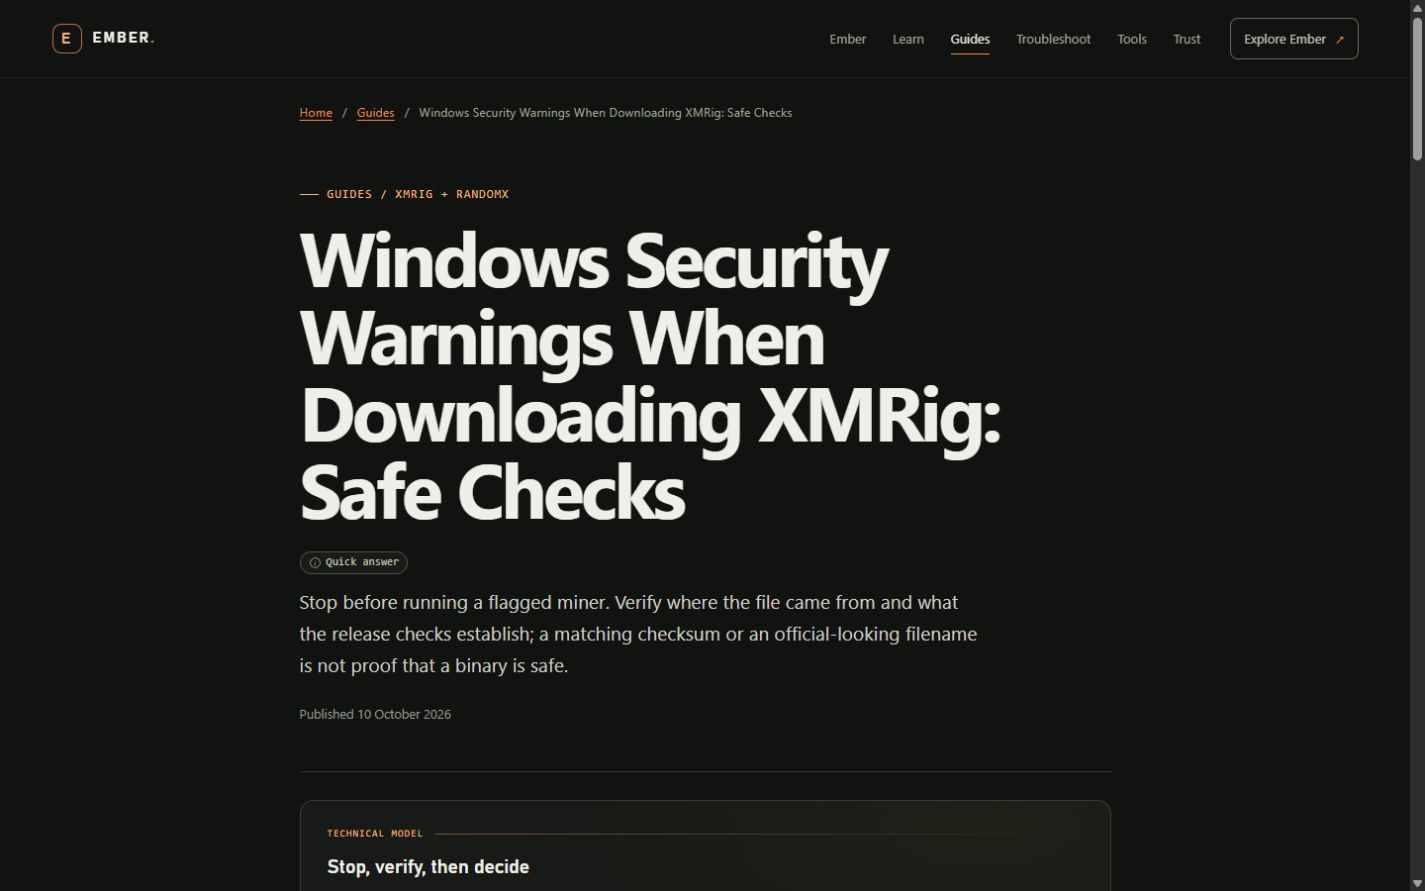 E EMBER.
Ember Learn Guides Troubleshoot Tools Trust Explore Ember ↗
Home / Guides / Windows Security Warnings When Downloading XMRig: Safe Checks
GUIDES / XMRIG + RANDOMX
Windows Security
Warnings When
Downloading XMRig:
Safe Checks
Quick answer
Stop before running a flagged miner. Verify where the file came from and what
the release checks establish; a matching checksum or an official-looking filename
is not proof that a binary is safe.
Published 10 October 2026
TECHNICAL MODEL
Stop, verify, then decide